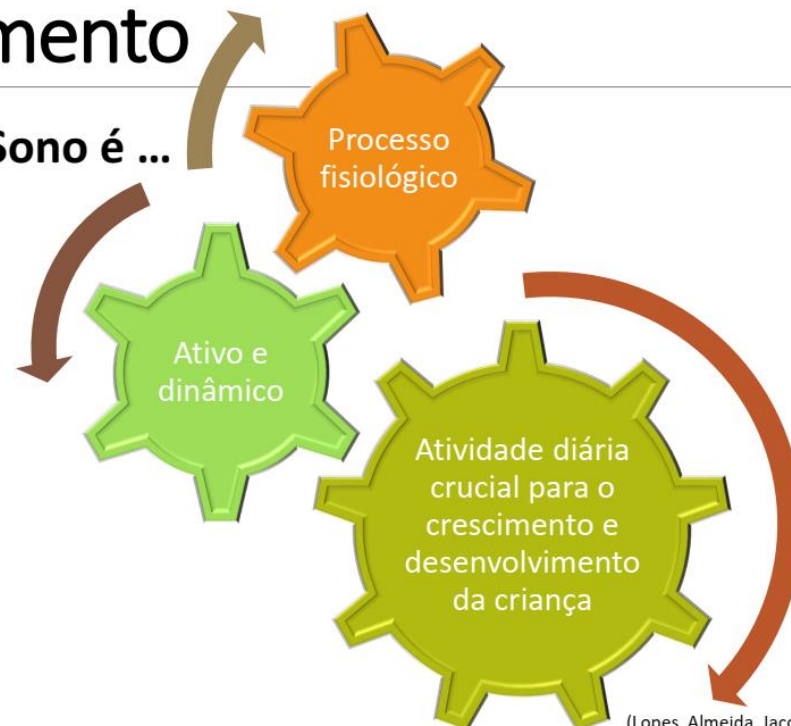 mento
Sono é ...
Processo
fisiológico
Ativo e
dinâmico
Atividade diária
crucial para o
crescimento e
desenvolvimento
da criança
(Lopes, Almeida, Jaco